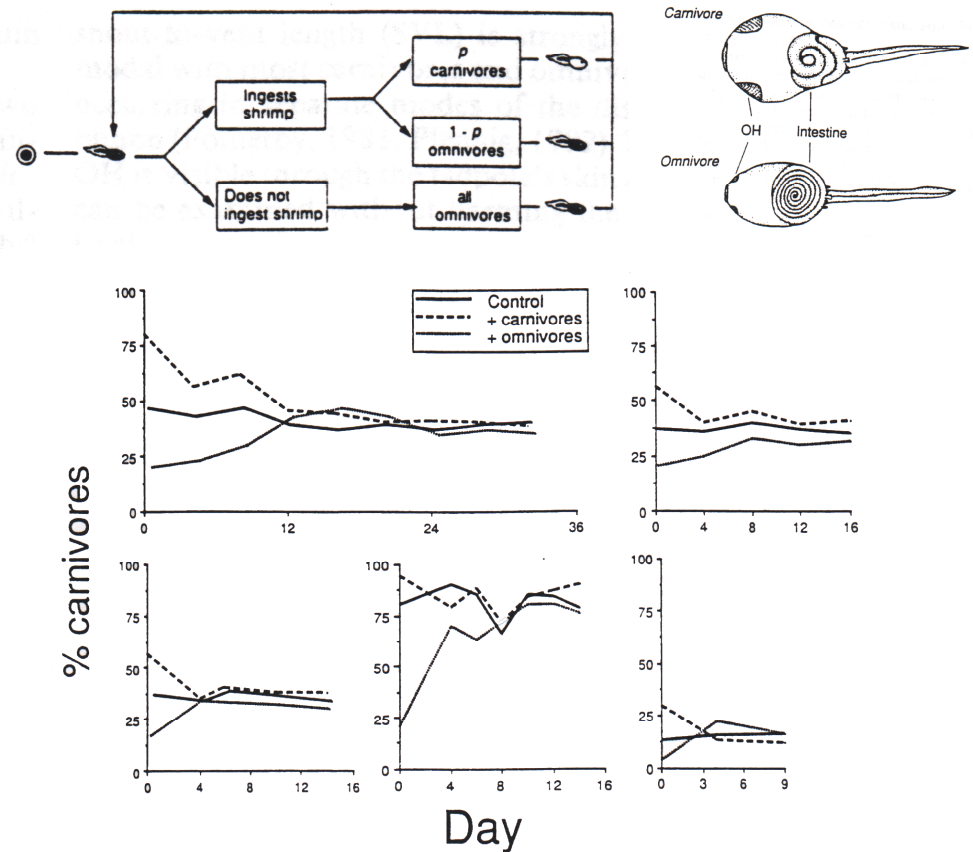 Ingests
shrimp
Does not
ingest shrimp
p
carnivores
1 - p
omnivores
all
omnivores
Carnivore
OH
Intestine
Omnivore
% carnivores
100
75
50
25
0
0
12
24
36
Control
+ carnivores
+ omnivores
100
75
50
25
0
0
4
8
12
16
100
75
50
25
0
0
4
8
12
16
100
75
50
25
0
0
4
8
12
14
16
100
75
50
25
0
0
3
6
9
Day